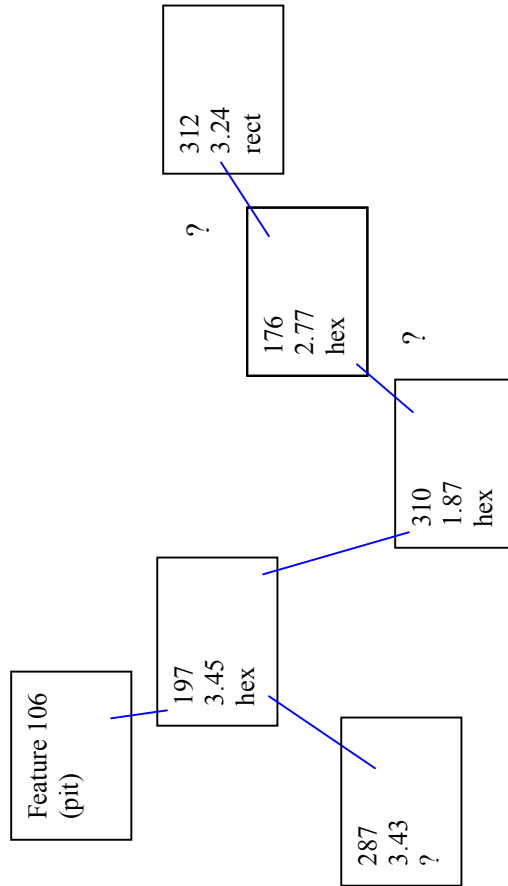 Feature 106
(pit)
197
3.45
hex
287
3.43
?
310
1.87
hex
?
176
2.77
hex
?
312
3.24
rect